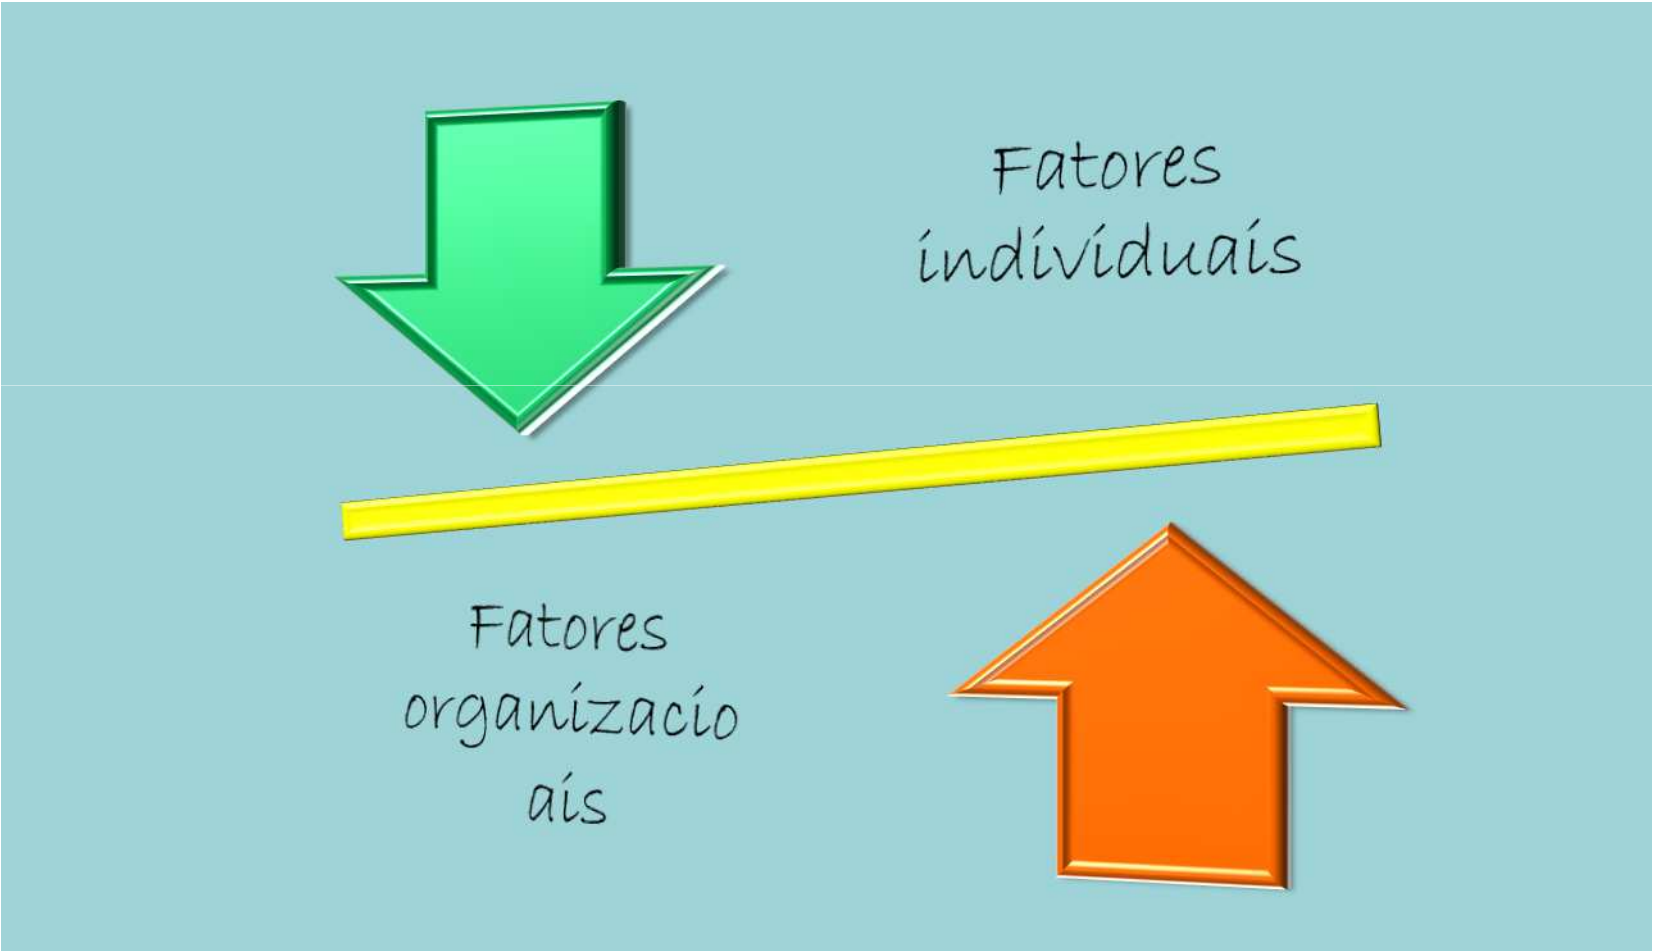 Fatores
individuais
Fatores
organizacio
ais